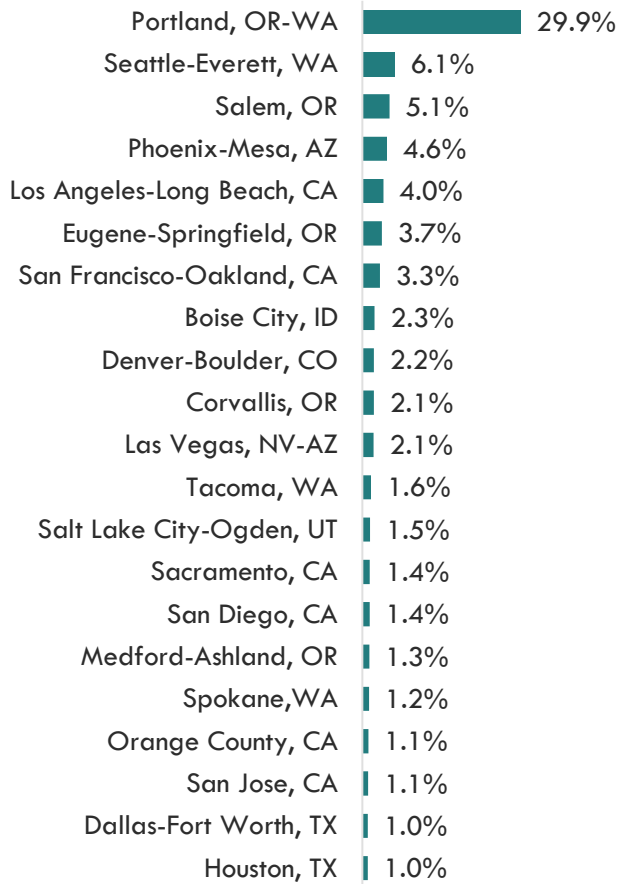 Portland, OR-WA 29.9%
Seattle-Everett, WA 6.1%
Salem, OR 5.1%
Phoenix-Mesa, AZ 4.6%
Los Angeles-Long Beach, CA 4.0%
Eugene-Springfield, OR 3.7%
San Francisco-Oakland, CA 3.3%
Boise City, ID 2.3%
Denver-Boulder, CO 2.2%
Corvallis, OR 2.1%
Las Vegas, NV-AZ 2.1%
Tacoma, WA 1.6%
Salt Lake City-Ogden, UT 1.5%
Sacramento, CA 1.4%
San Diego, CA 1.4%
Medford-Ashland, OR 1.3%
Spokane,WA 1.2%
Orange County, CA 1.1%
San Jose, CA 1.1%
Dallas-Fort Worth, TX 1.0%
Houston, TX 1.0%